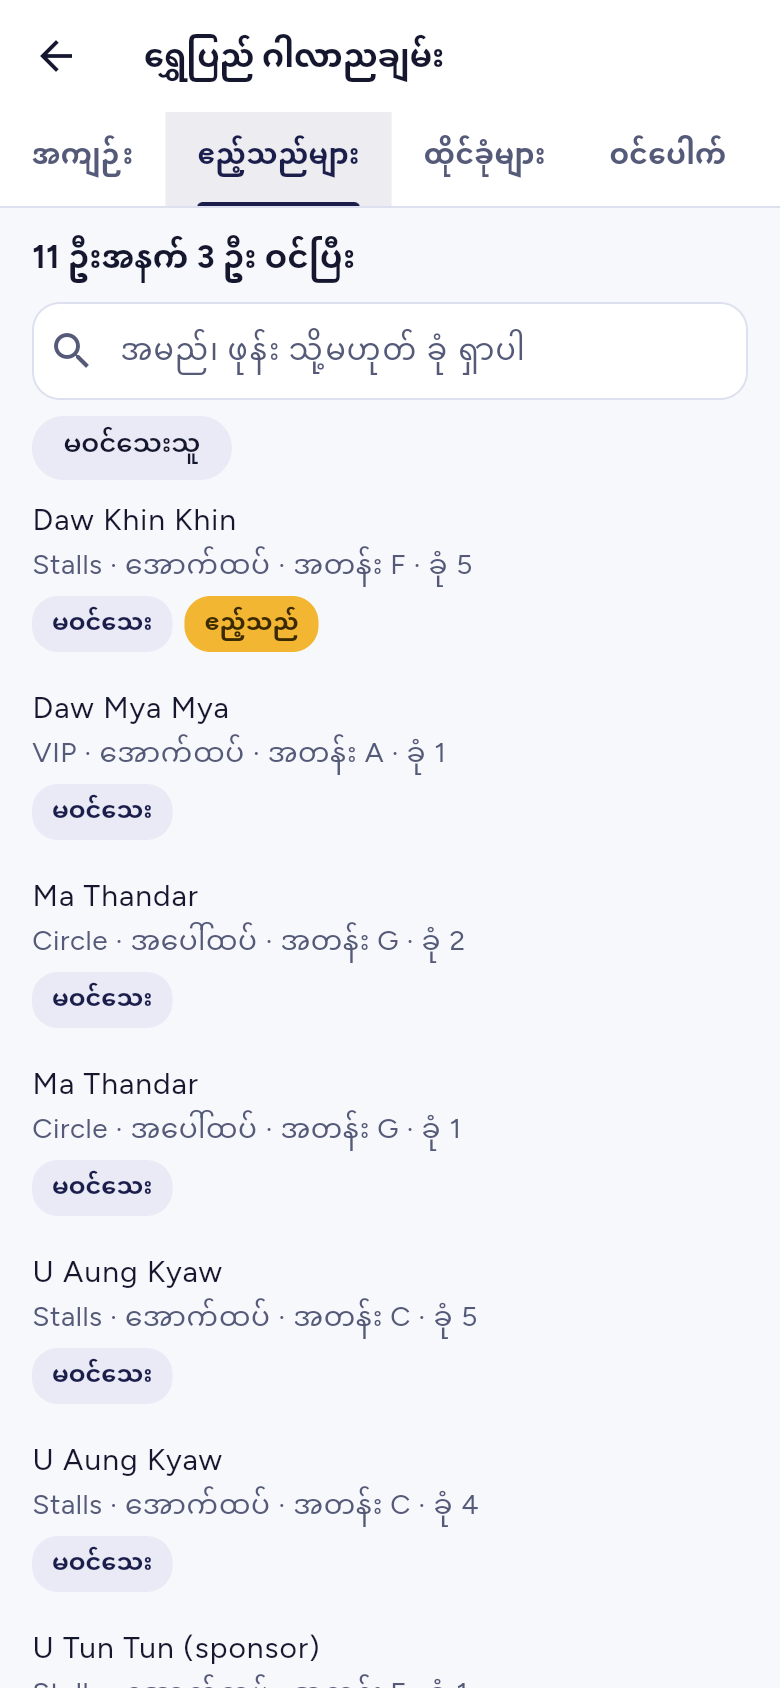 ရွှေပြည် ဂါလာညချမ်း
အကျဉ်း ဧည့်သည်များ ထိုင်ခုံများ ဝင်ပေါက်
11 ဦးအနက် 3 ဦး ဝင်ပြီး
အမည်၊ ဖုန်း သို့မဟုတ် ခုံ ရှာပါ
မဝင်သေးသူ
Daw Khin Khin
Stalls · အောက်ထပ် · အတန်း F · ခုံ 5
မဝင်သေး ဧည့်သည်
Daw Mya Mya
VIP · အောက်ထပ် · အတန်း A · ခုံ 1
မဝင်သေး
Ma Thandar
Circle · အပေါ်ထပ် · အတန်း G · ခုံ 2
မဝင်သေး
Ma Thandar
Circle · အပေါ်ထပ် · အတန်း G · ခုံ 1
မဝင်သေး
U Aung Kyaw
Stalls · အောက်ထပ် · အတန်း C · ခုံ 5
မဝင်သေး
U Aung Kyaw
Stalls · အောက်ထပ် · အတန်း C · ခုံ 4
မဝင်သေး
U Tun Tun (sponsor)